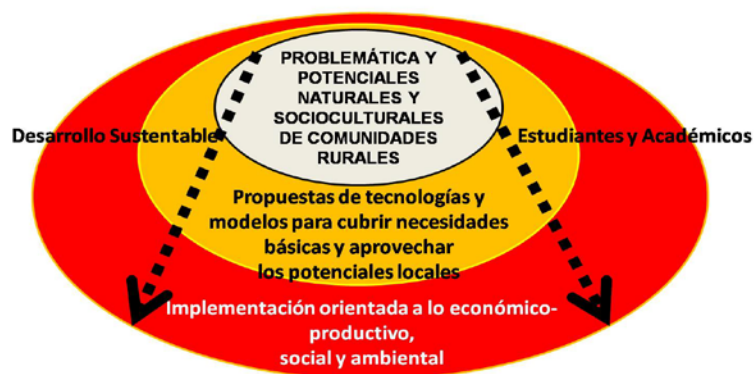 PROBLEMÁTICA Y
POTENCIALES
NATURALES Y
SOCIOCULTURALES
DE COMUNIDADES
RURALES
Desarrollo Sustentable
Estudiantes y Académicos
Propuestas de tecnologías y
modelos para cubrir necesidades
básicas y aprovechar
los potenciales locales
Implementación orientada a lo económico-
productivo,
social y ambiental